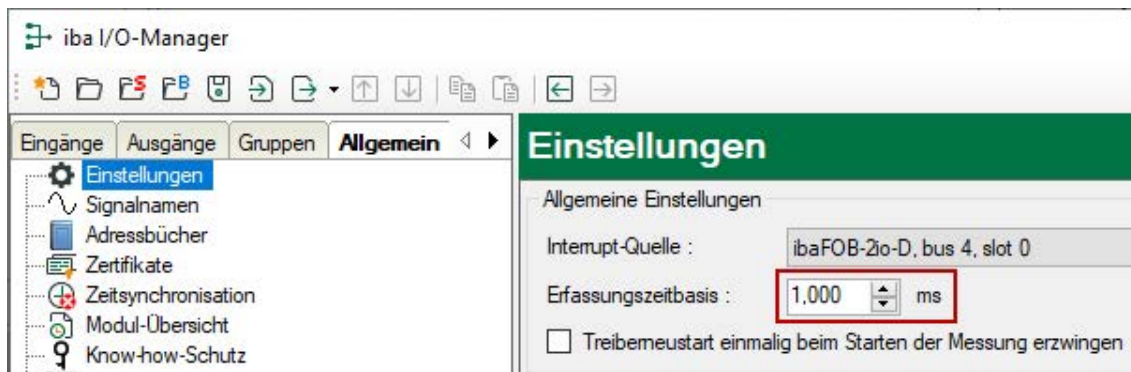 iba I/O-Manager
Eingänge Ausgänge Gruppen Allgemein
Einstellungen
Signalnamen
Adressbücher
Zertifikate
Zeitsynchronisation
Modul-Übersicht
Know-how-Schutz
Einstellungen
Allgemeine Einstellungen
Interrupt-Quelle : ibaFOB-2io-D, bus 4, slot 0
Erfassungszeitbasis : 1,000 ms
Treiberneustart einmalig beim Starten der Messung erzwingen